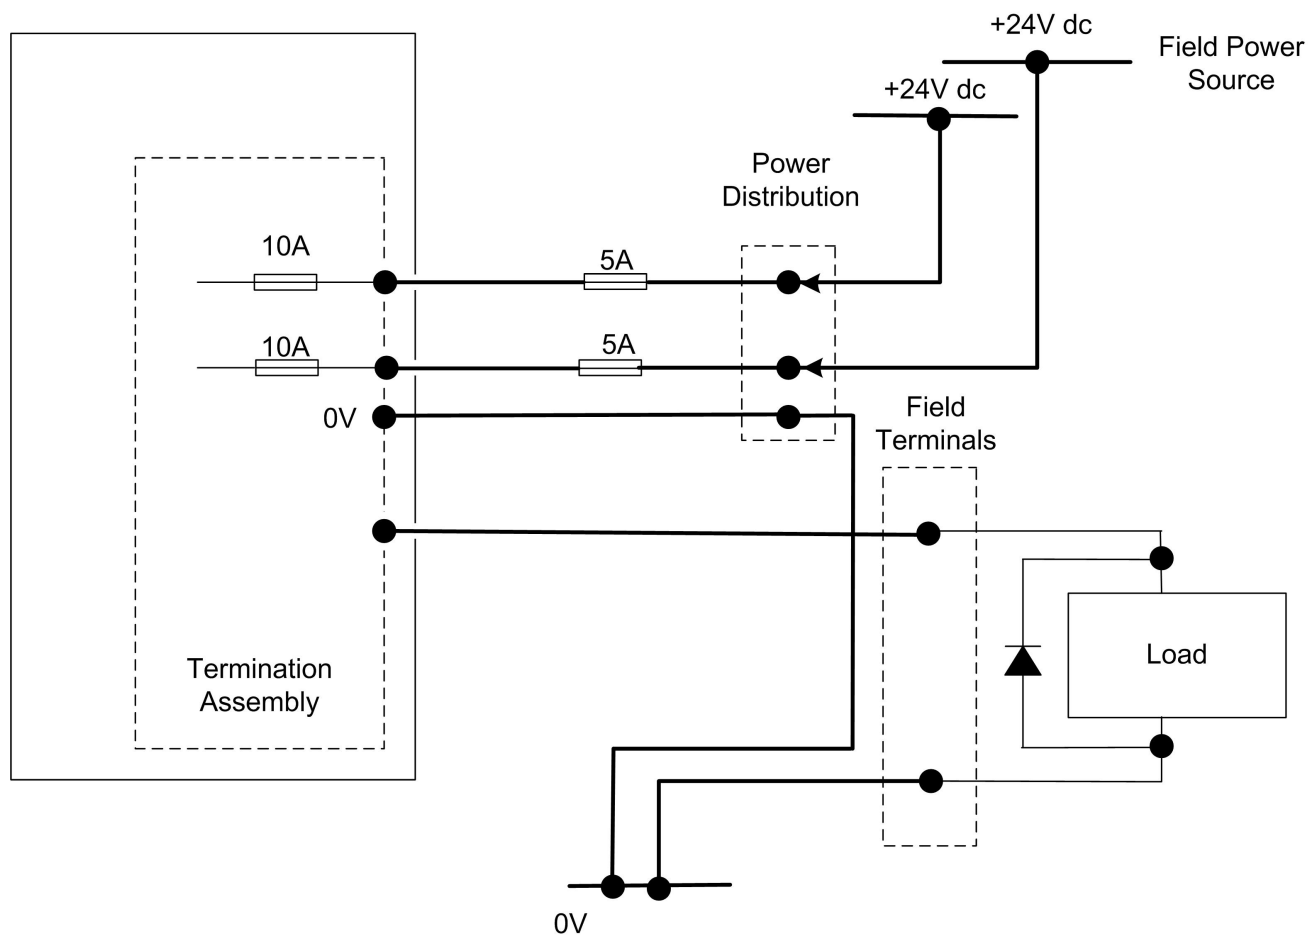 +24V dc
Field Power
Source
+24V dc
Power
Distribution
10A
5A
10A
5A
0V
Field
Terminals
Load
Termination
Assembly
0V